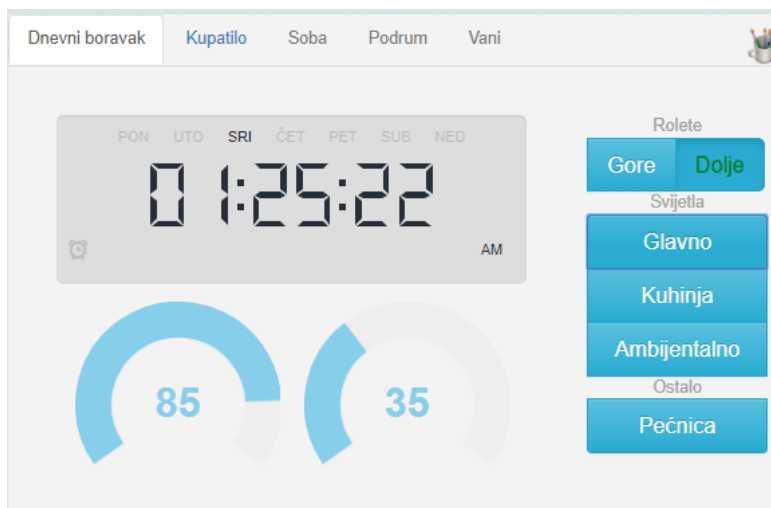 Dnevni boravak Kupatilo Soba Podrum Vani
PON UTO SRI ČET PET SUB NED
01:25:22
AM
85 35
Rolete
Gore Dolje
Svijetla
Glavno
Kuhinja
Ambijentalno
Ostalo
Pećnica